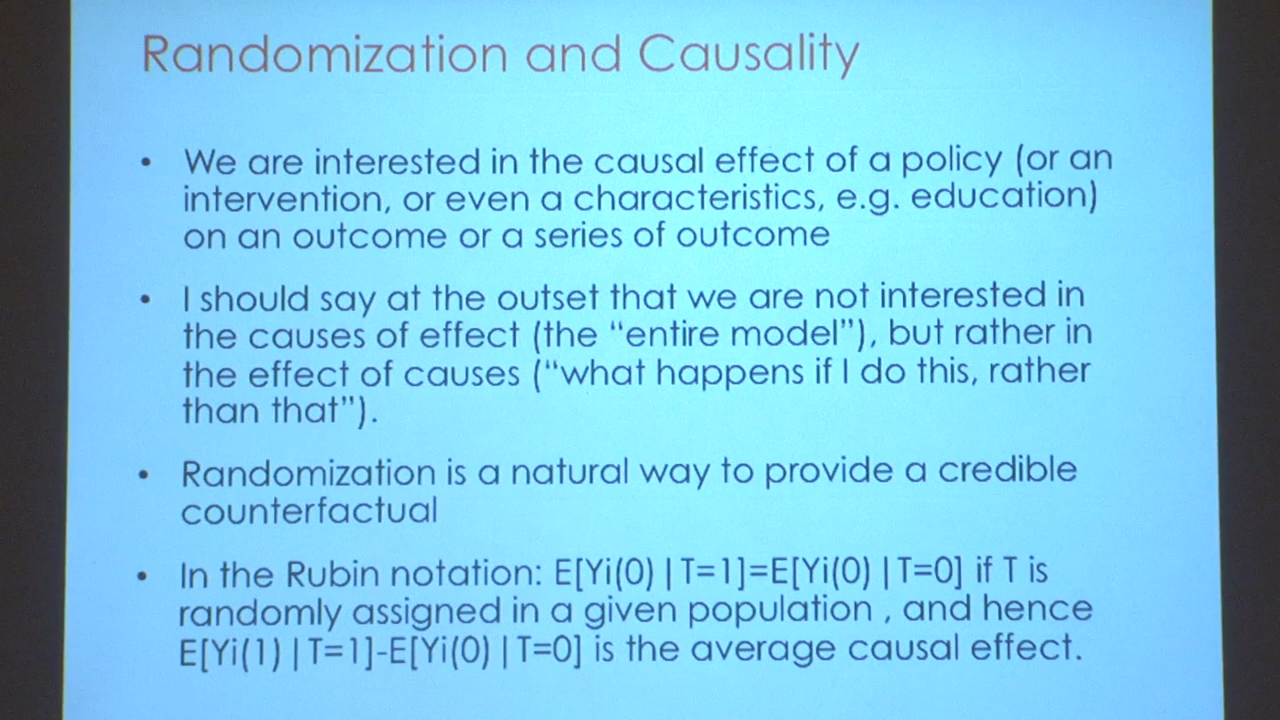 Randomization and Causality
• We are interested in the causal effect of a policy (or an
intervention, or even a characteristics, e.g. education)
on an outcome or a series of outcome
• I should say at the outset that we are not interested in
the causes of effect (the “entire model”), but rather in
the effect of causes (“what happens if I do this, rather
than that”).
• Randomization is a natural way to provide a credible
counterfactual
• In the Rubin notation: E[Yi(0) | T=1]=E[Yi(0) | T=0] if T is
randomly assigned in a given population , and hence
E[Yi(1) | T=1]-E[Yi(0) | T=0] is the average causal effect.